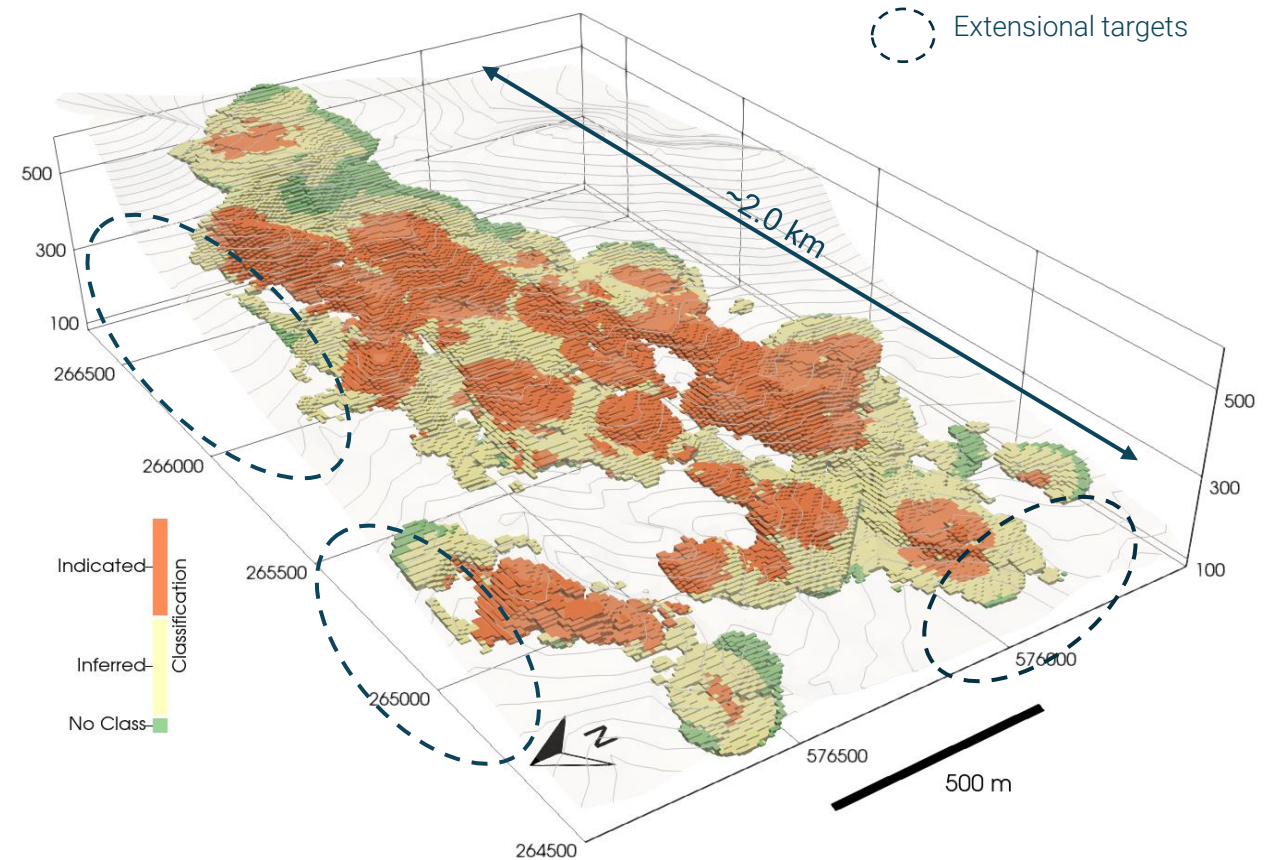 Extensional targets
~2.0 km
500
300
100
266500
266000
265500
265000
264500
500
300
100
576000
576500
500 m
N
Indicated
Inferred
No Class
Classification